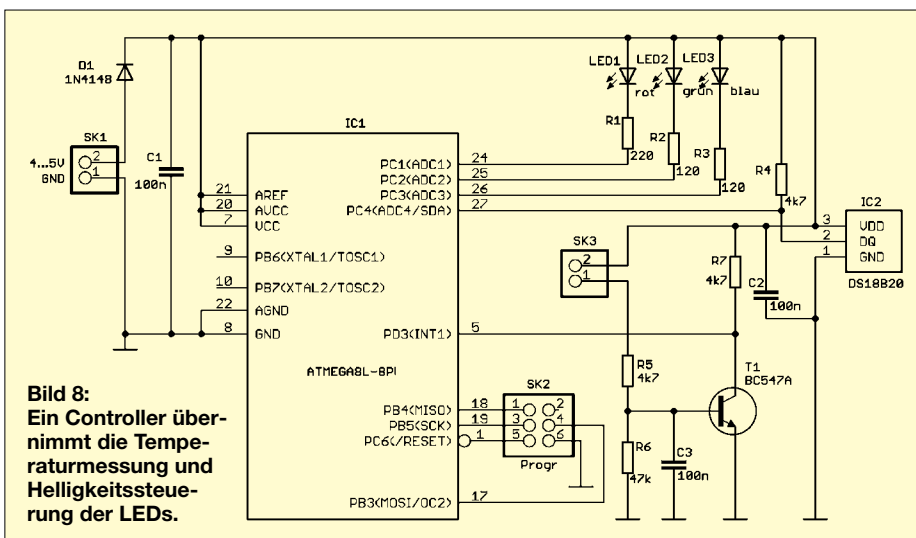 D1
1N4148
SK1
4...5V
2
GND
1
C1
100n
IC1
21
AREF
20
AVCC
7
VCC
9
PB6(XTAL1/TOSC1)
10
PB7(XTAL2/TOSC2)
22
AGND
8
GND
PC1(ADC1)
24
PC2(ADC2)
25
PC3(ADC3)
26
PC4(ADC4/SDA)
27
PD3(INT1)
5
ATMEGA8L-8PI
PB4(MISO)
18
PB5(SCK)
19
PC6(/RESET)
1
PB3(MOSI/OC2)
17
SK2
1
2
3
4
5
6
Progr
LED1
rot
LED2
grün
LED3
blau
R1
220
R2
120
R3
120
R4
4k7
SK3
2
1
R7
4k7
C2
100n
IC2
3
VDD
2
DQ
1
GND
DS18B20
R5
4k7
T1
BC547A
R6
47k
C3
100n
Bild 8:
Ein Controller über-
nimmt die Tempe-
raturmessung und
Helligkeitssteue-
rung der LEDs.